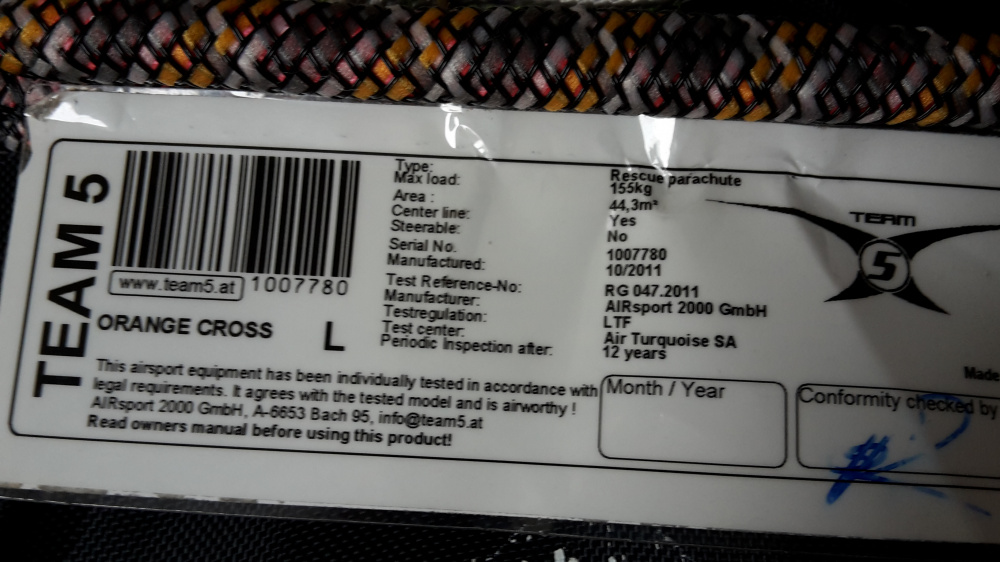 TEAM 5
www.team5.at
1007780
ORANGE CROSS L
Type: Rescue parachute
Max load: 155kg
Area : 44,3m²
Center line: Yes
Steerable: No
Serial No. 1007780
Manufactured: 10/2011
Test Reference-No: RG 047.2011
Manufacturer: AIRsport 2000 GmbH
Testregulation: LTF
Test center: Air Turquoise SA
Periodic Inspection after: 12 years
TEAM
5
This airsport equipment has been individually tested in accordance with
legal requirements. It agrees with the tested model and is airworthy !
AIRsport 2000 GmbH, A-6653 Bach 95, info@team5.at
Read owners manual before using this product!
Month / Year
Made
Conformity checked by